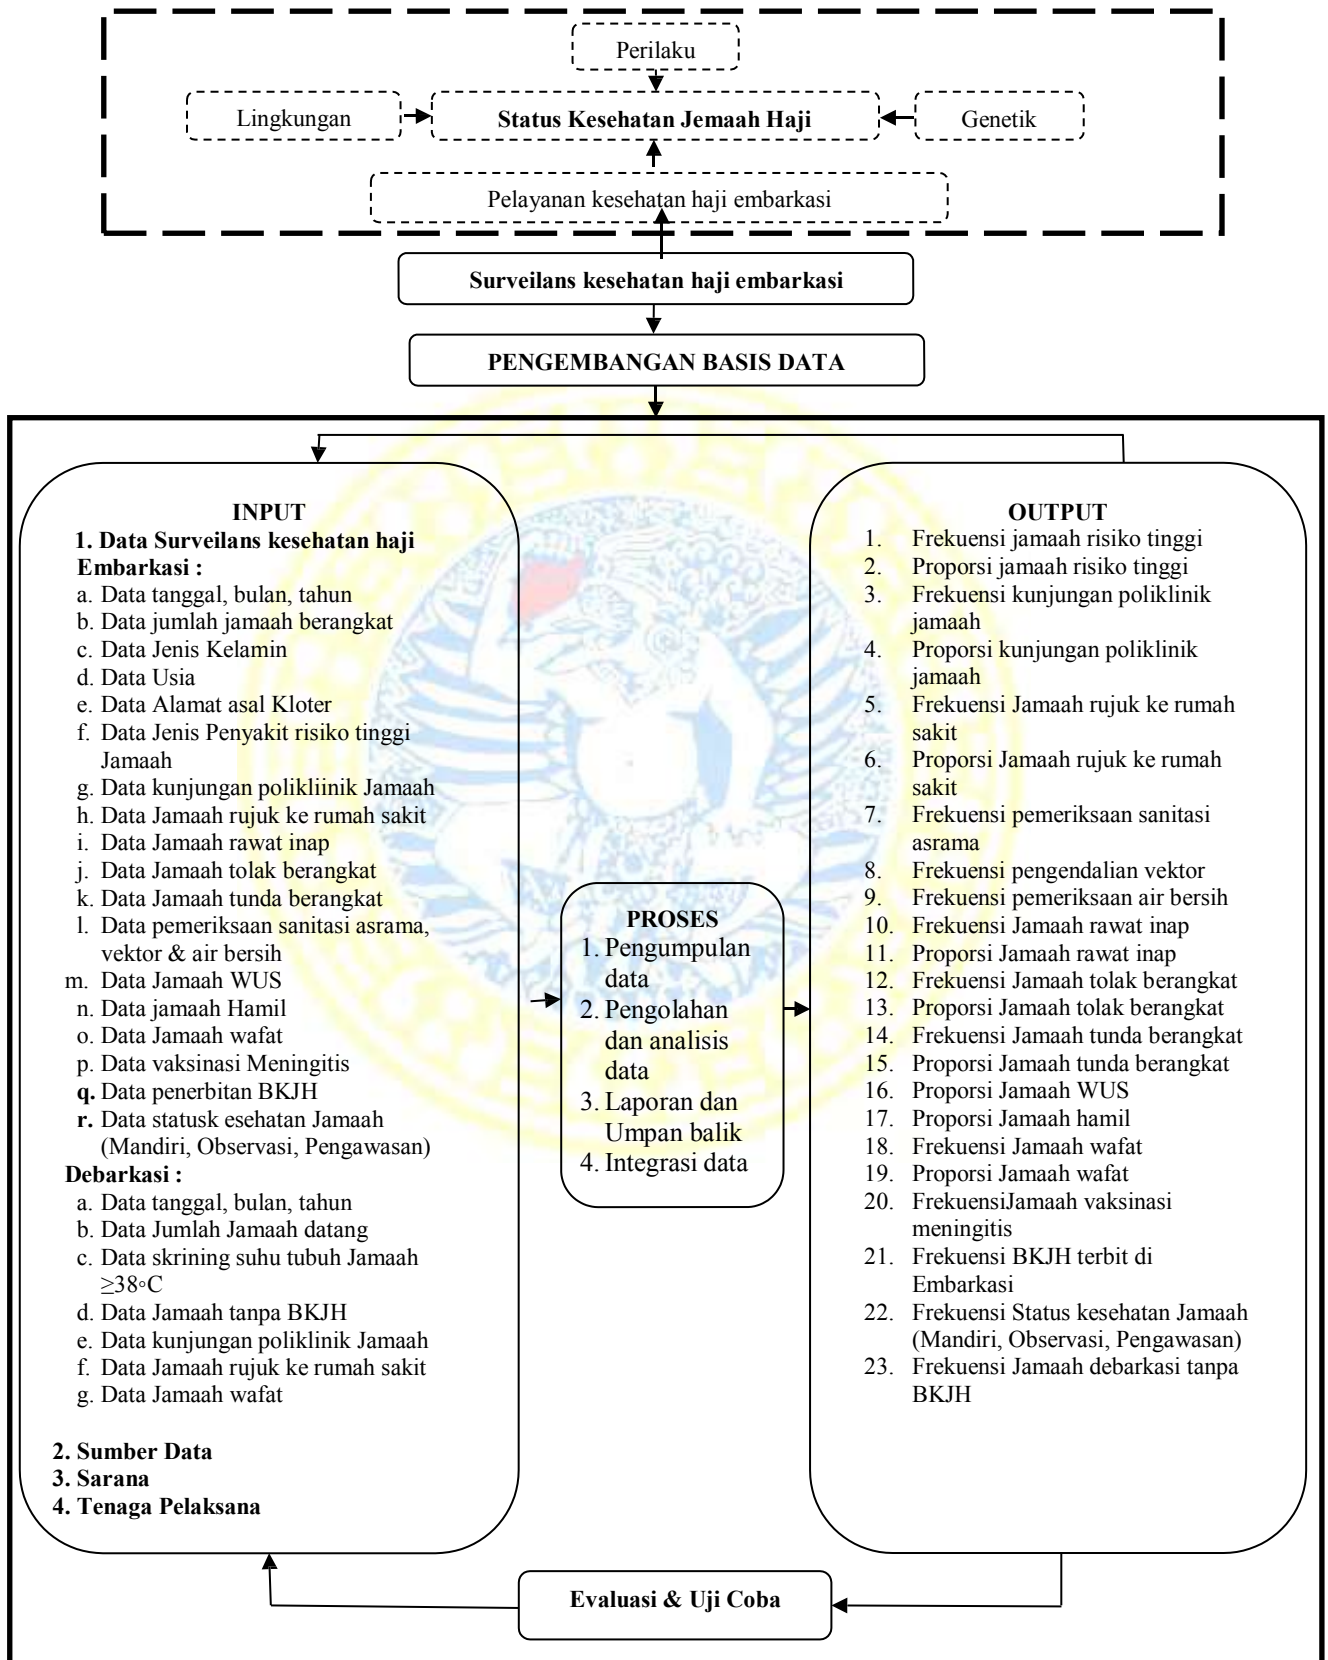 Perilaku
Lingkungan
Status Kesehatan Jemaah Haji
Genetik
Pelayanan kesehatan haji embarkasi
Surveilans kesehatan haji embarkasi
PENGEMBANGAN BASIS DATA
INPUT
1. Data Surveilans kesehatan haji
Embarkasi :
a. Data tanggal, bulan, tahun
b. Data jumlah jamaah berangkat
c. Data Jenis Kelamin
d. Data Usia
e. Data Alamat asal Kloter
f. Data Jenis Penyakit risiko tinggi
Jamaah
g. Data kunjungan polikliinik Jamaah
h. Data Jamaah rujuk ke rumah sakit
i. Data Jamaah rawat inap
j. Data Jamaah tolak berangkat
k. Data Jamaah tunda berangkat
l. Data pemeriksaan sanitasi asrama,
vektor & air bersih
m. Data Jamaah WUS
n. Data jamaah Hamil
o. Data Jamaah wafat
p. Data vaksinasi Meningitis
q. Data penerbitan BKJH
r. Data statusk esehatan Jamaah
(Mandiri, Observasi, Pengawasan)
Debarkasi :
a. Data tanggal, bulan, tahun
b. Data Jumlah Jamaah datang
c. Data skrining suhu tubuh Jamaah
≥38◦C
d. Data Jamaah tanpa BKJH
e. Data kunjungan poliklinik Jamaah
f. Data Jamaah rujuk ke rumah sakit
g. Data Jamaah wafat
2. Sumber Data
3. Sarana
4. Tenaga Pelaksana
PROSES
1. Pengumpulan
data
2. Pengolahan
dan analisis
data
3. Laporan dan
Umpan balik
4. Integrasi data
OUTPUT
1. Frekuensi jamaah risiko tinggi
2. Proporsi jamaah risiko tinggi
3. Frekuensi kunjungan poliklinik
jamaah
4. Proporsi kunjungan poliklinik
jamaah
5. Frekuensi Jamaah rujuk ke rumah
sakit
6. Proporsi Jamaah rujuk ke rumah
sakit
7. Frekuensi pemeriksaan sanitasi
asrama
8. Frekuensi pengendalian vektor
9. Frekuensi pemeriksaan air bersih
10. Frekuensi Jamaah rawat inap
11. Proporsi Jamaah rawat inap
12. Frekuensi Jamaah tolak berangkat
13. Proporsi Jamaah tolak berangkat
14. Frekuensi Jamaah tunda berangkat
15. Proporsi Jamaah tunda berangkat
16. Proporsi Jamaah WUS
17. Proporsi Jamaah hamil
18. Frekuensi Jamaah wafat
19. Proporsi Jamaah wafat
20. FrekuensiJamaah vaksinasi
meningitis
21. Frekuensi BKJH terbit di
Embarkasi
22. Frekuensi Status kesehatan Jamaah
(Mandiri, Observasi, Pengawasan)
23. Frekuensi Jamaah debarkasi tanpa
BKJH
Evaluasi & Uji Coba